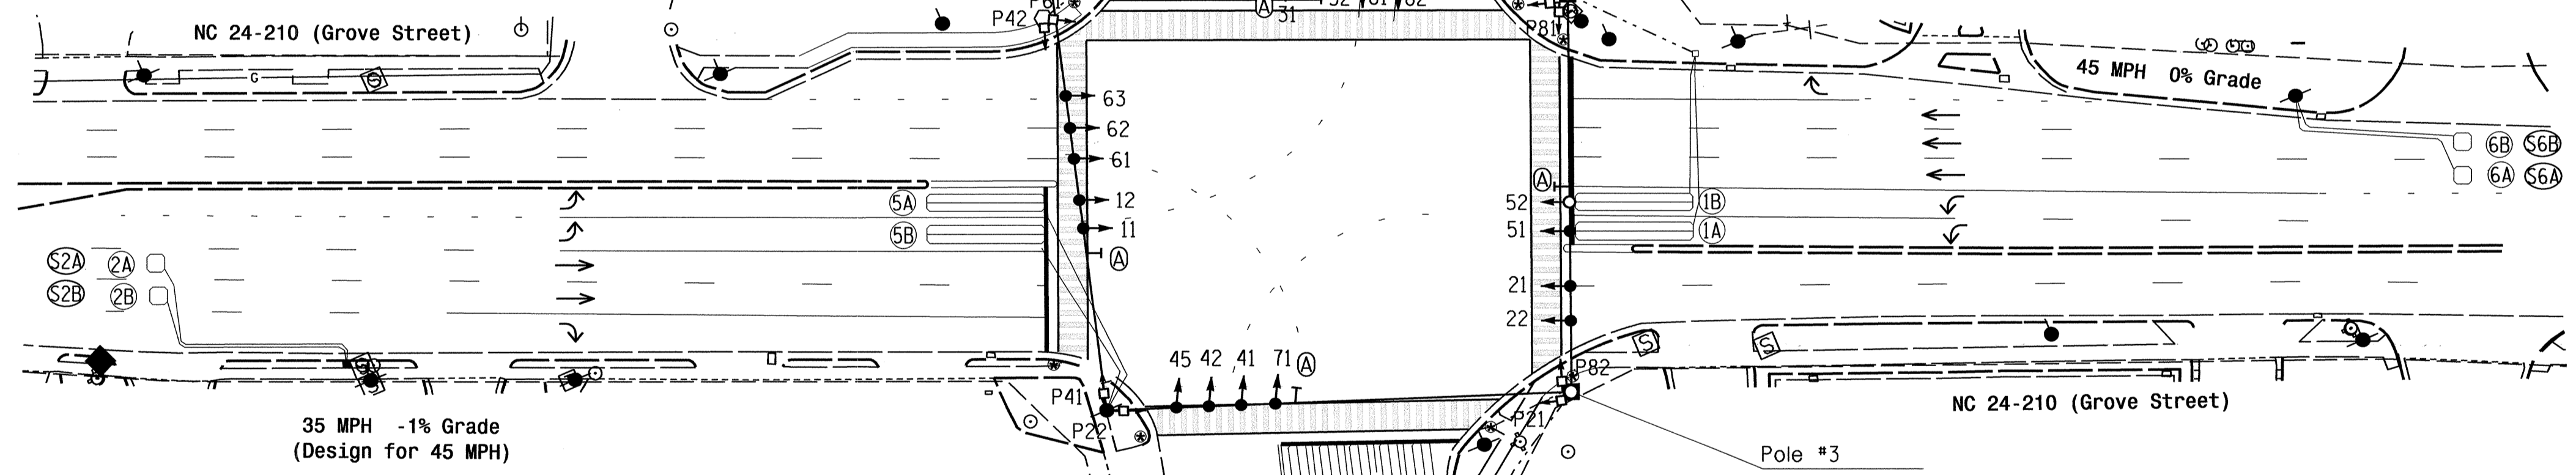 NC 24-210 (Grove Street)
G
S
P42
P61
A
31
P81
45 MPH 0% Grade
6B S6B
6A S6A
63
62
61
12
11
A
5A
5B
A
52
51
21
22
1B
1A
S2A 2A
S2B 2B
45 42 41 71 A
P41
P22
P82
P21
S
S
35 MPH -1% Grade
(Design for 45 MPH)
NC 24-210 (Grove Street)
Pole #3